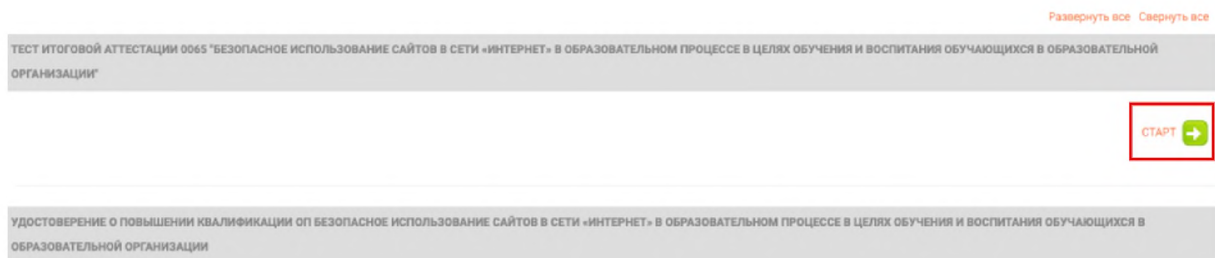 Развернуть все Свернуть все
ТЕСТ ИТОГОВОЙ АТТЕСТАЦИИ 0065 "БЕЗОПАСНОЕ ИСПОЛЬЗОВАНИЕ САЙТОВ В СЕТИ «ИНТЕРНЕТ» В ОБРАЗОВАТЕЛЬНОМ ПРОЦЕССЕ В ЦЕЛЯХ ОБУЧЕНИЯ И ВОСПИТАНИЯ ОБУЧАЮЩИХСЯ В ОБРАЗОВАТЕЛЬНОЙ
ОРГАНИЗАЦИИ"
СТАРТ
УДОСТОВЕРЕНИЕ О ПОВЫШЕНИИ КВАЛИФИКАЦИИ ОП БЕЗОПАСНОЕ ИСПОЛЬЗОВАНИЕ САЙТОВ В СЕТИ «ИНТЕРНЕТ» В ОБРАЗОВАТЕЛЬНОМ ПРОЦЕССЕ В ЦЕЛЯХ ОБУЧЕНИЯ И ВОСПИТАНИЯ ОБУЧАЮЩИХСЯ В
ОБРАЗОВАТЕЛЬНОЙ ОРГАНИЗАЦИИ